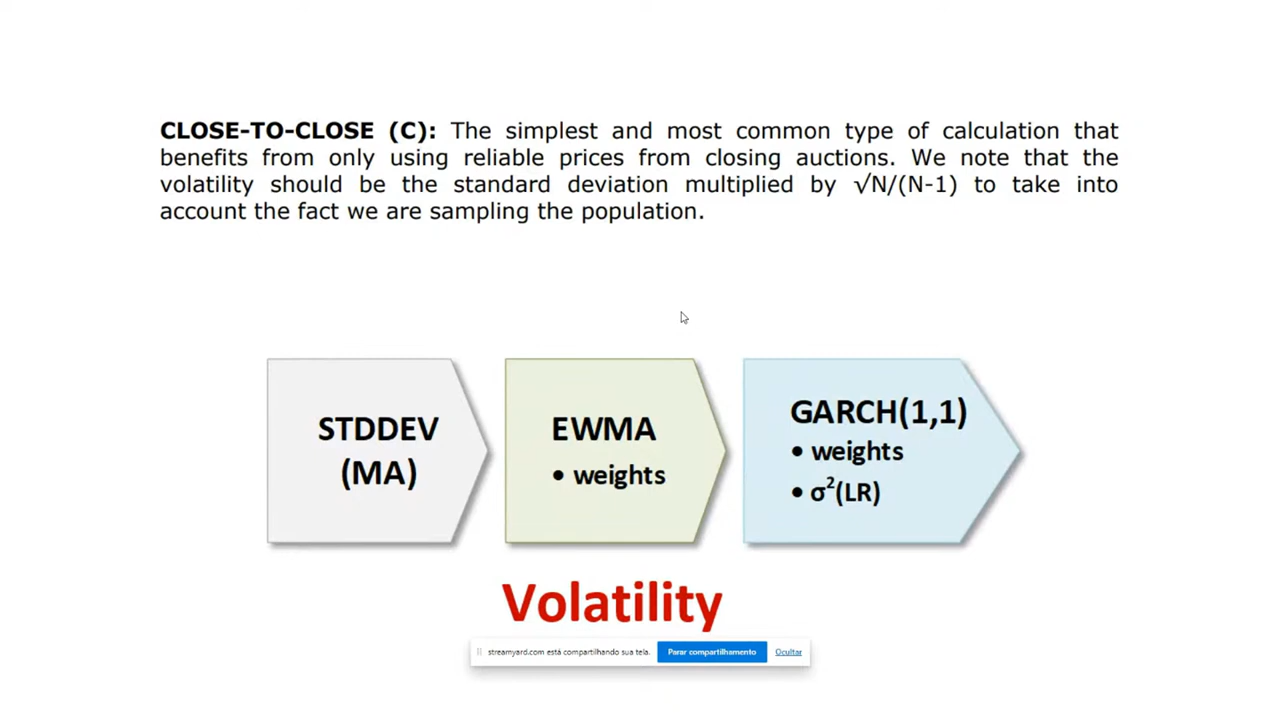 CLOSE-TO-CLOSE (C): The simplest and most common type of calculation that
benefits from only using reliable prices from closing auctions. We note that the
volatility should be the standard deviation multiplied by √N/(N-1) to take into
account the fact we are sampling the population.
STDDEV
(MA)
EWMA
• weights
GARCH(1,1)
• weights
• σ²(LR)
Volatility
streamyard.com está compartilhando sua tela.
Parar compartilhamento
Ocultar